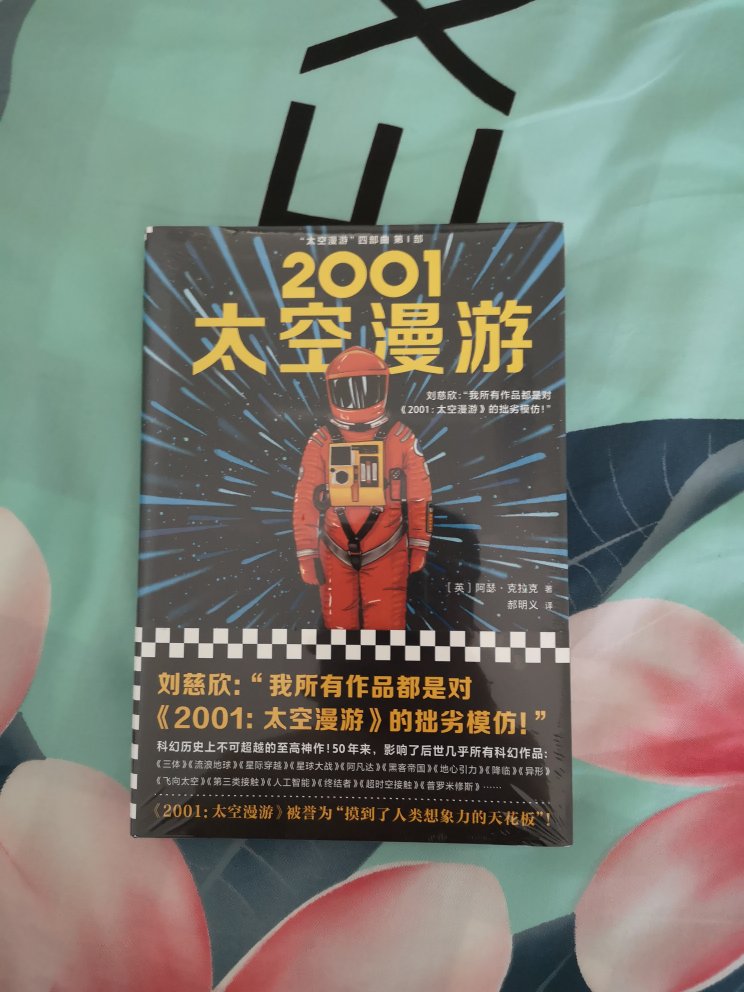 "太空漫游"四部曲 第1部
2001
太空漫游
刘慈欣:“我所有作品都是对
《2001:太空漫游》的拙劣模仿!”
[英]阿瑟·克拉克 著
郝明义 译
刘慈欣:“我所有作品都是对
《2001:太空漫游》的拙劣模仿!”
科幻历史上不可超越的至高神作!50年来,影响了后世几乎所有科幻作品:
《三体》《流浪地球》《星际穿越》《星球大战》《阿凡达》《黑客帝国》《地心引力》《降临》《异形》
《飞向太空》《第三类接触》《人工智能》《终结者》《超时空接触》《普罗米修斯》……
《2001:太空漫游》被誉为“摸到了人类想象力的天花板”!